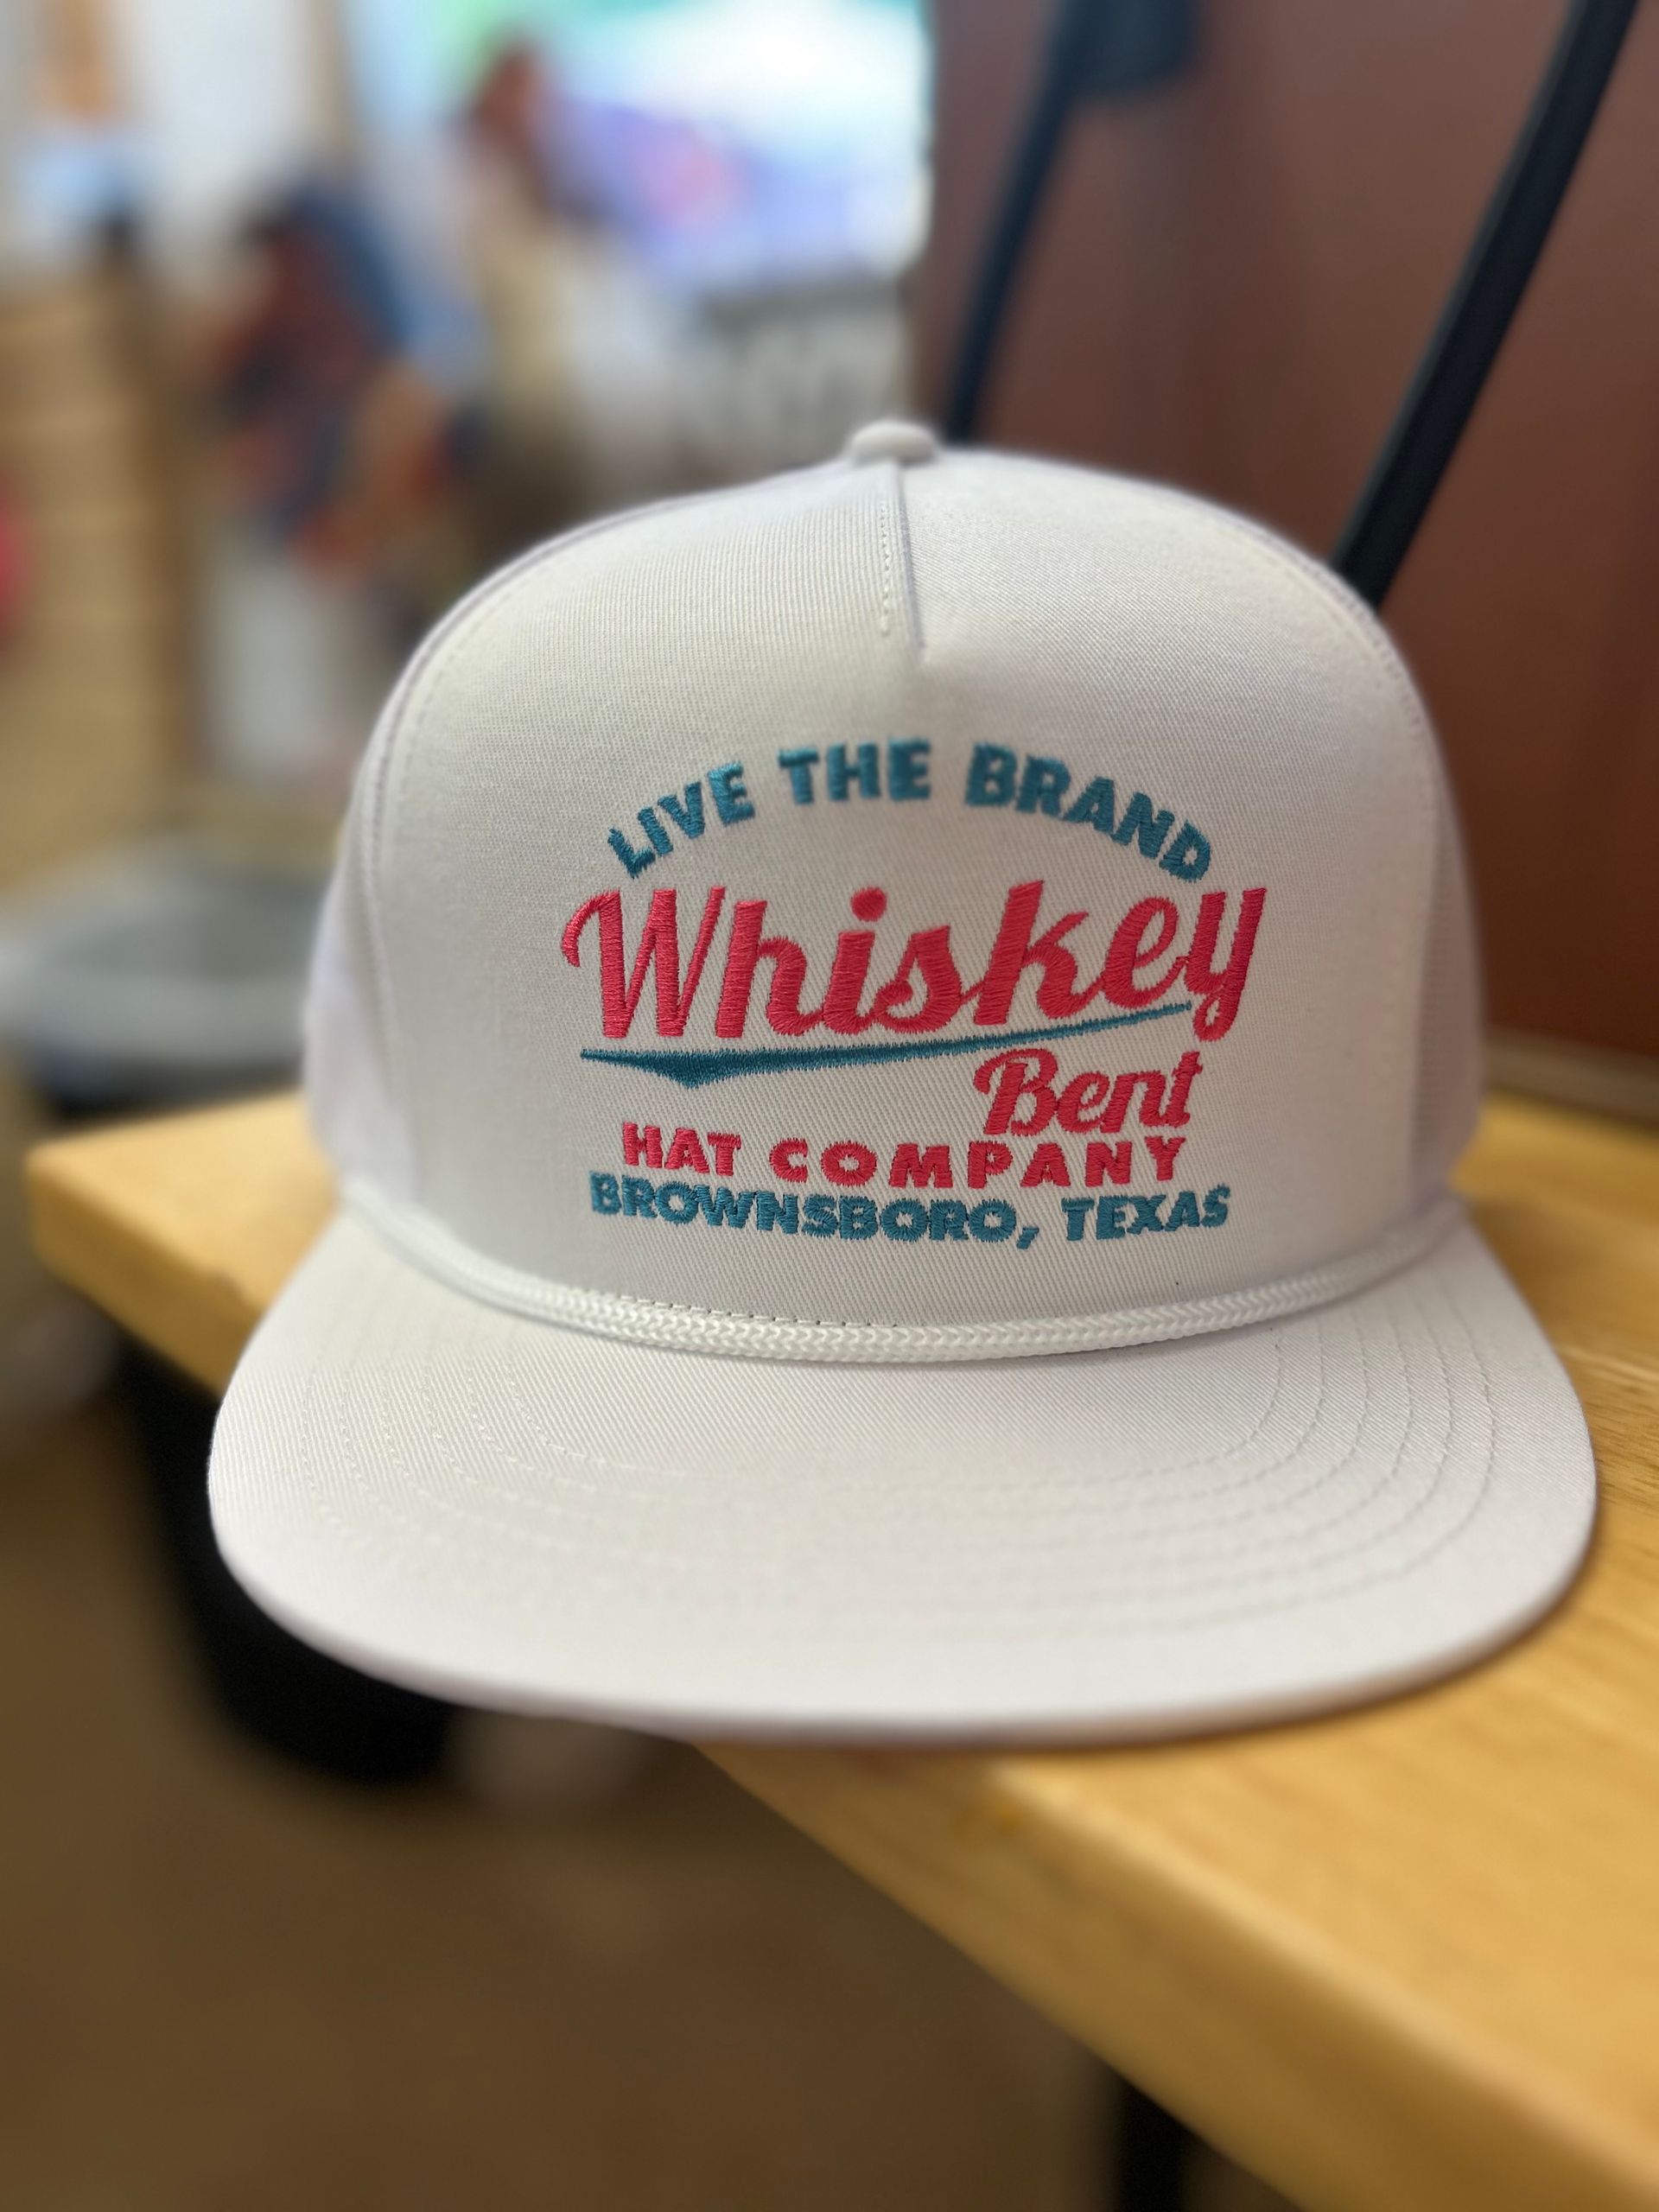 LIVE THE BRAND
Whiskey
Bent
HAT COMPANY
BROWNSBORO, TEXAS